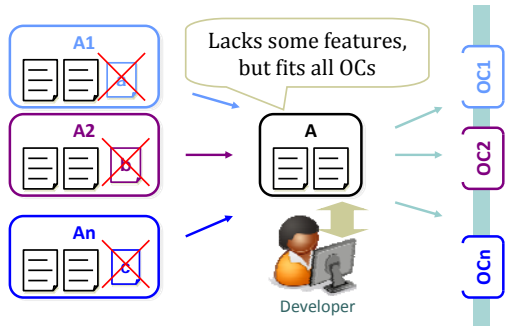 A1
a
A2
b
An
c
Lacks some features,
but fits all OCs
A
Developer
OC1
OC2
OCn